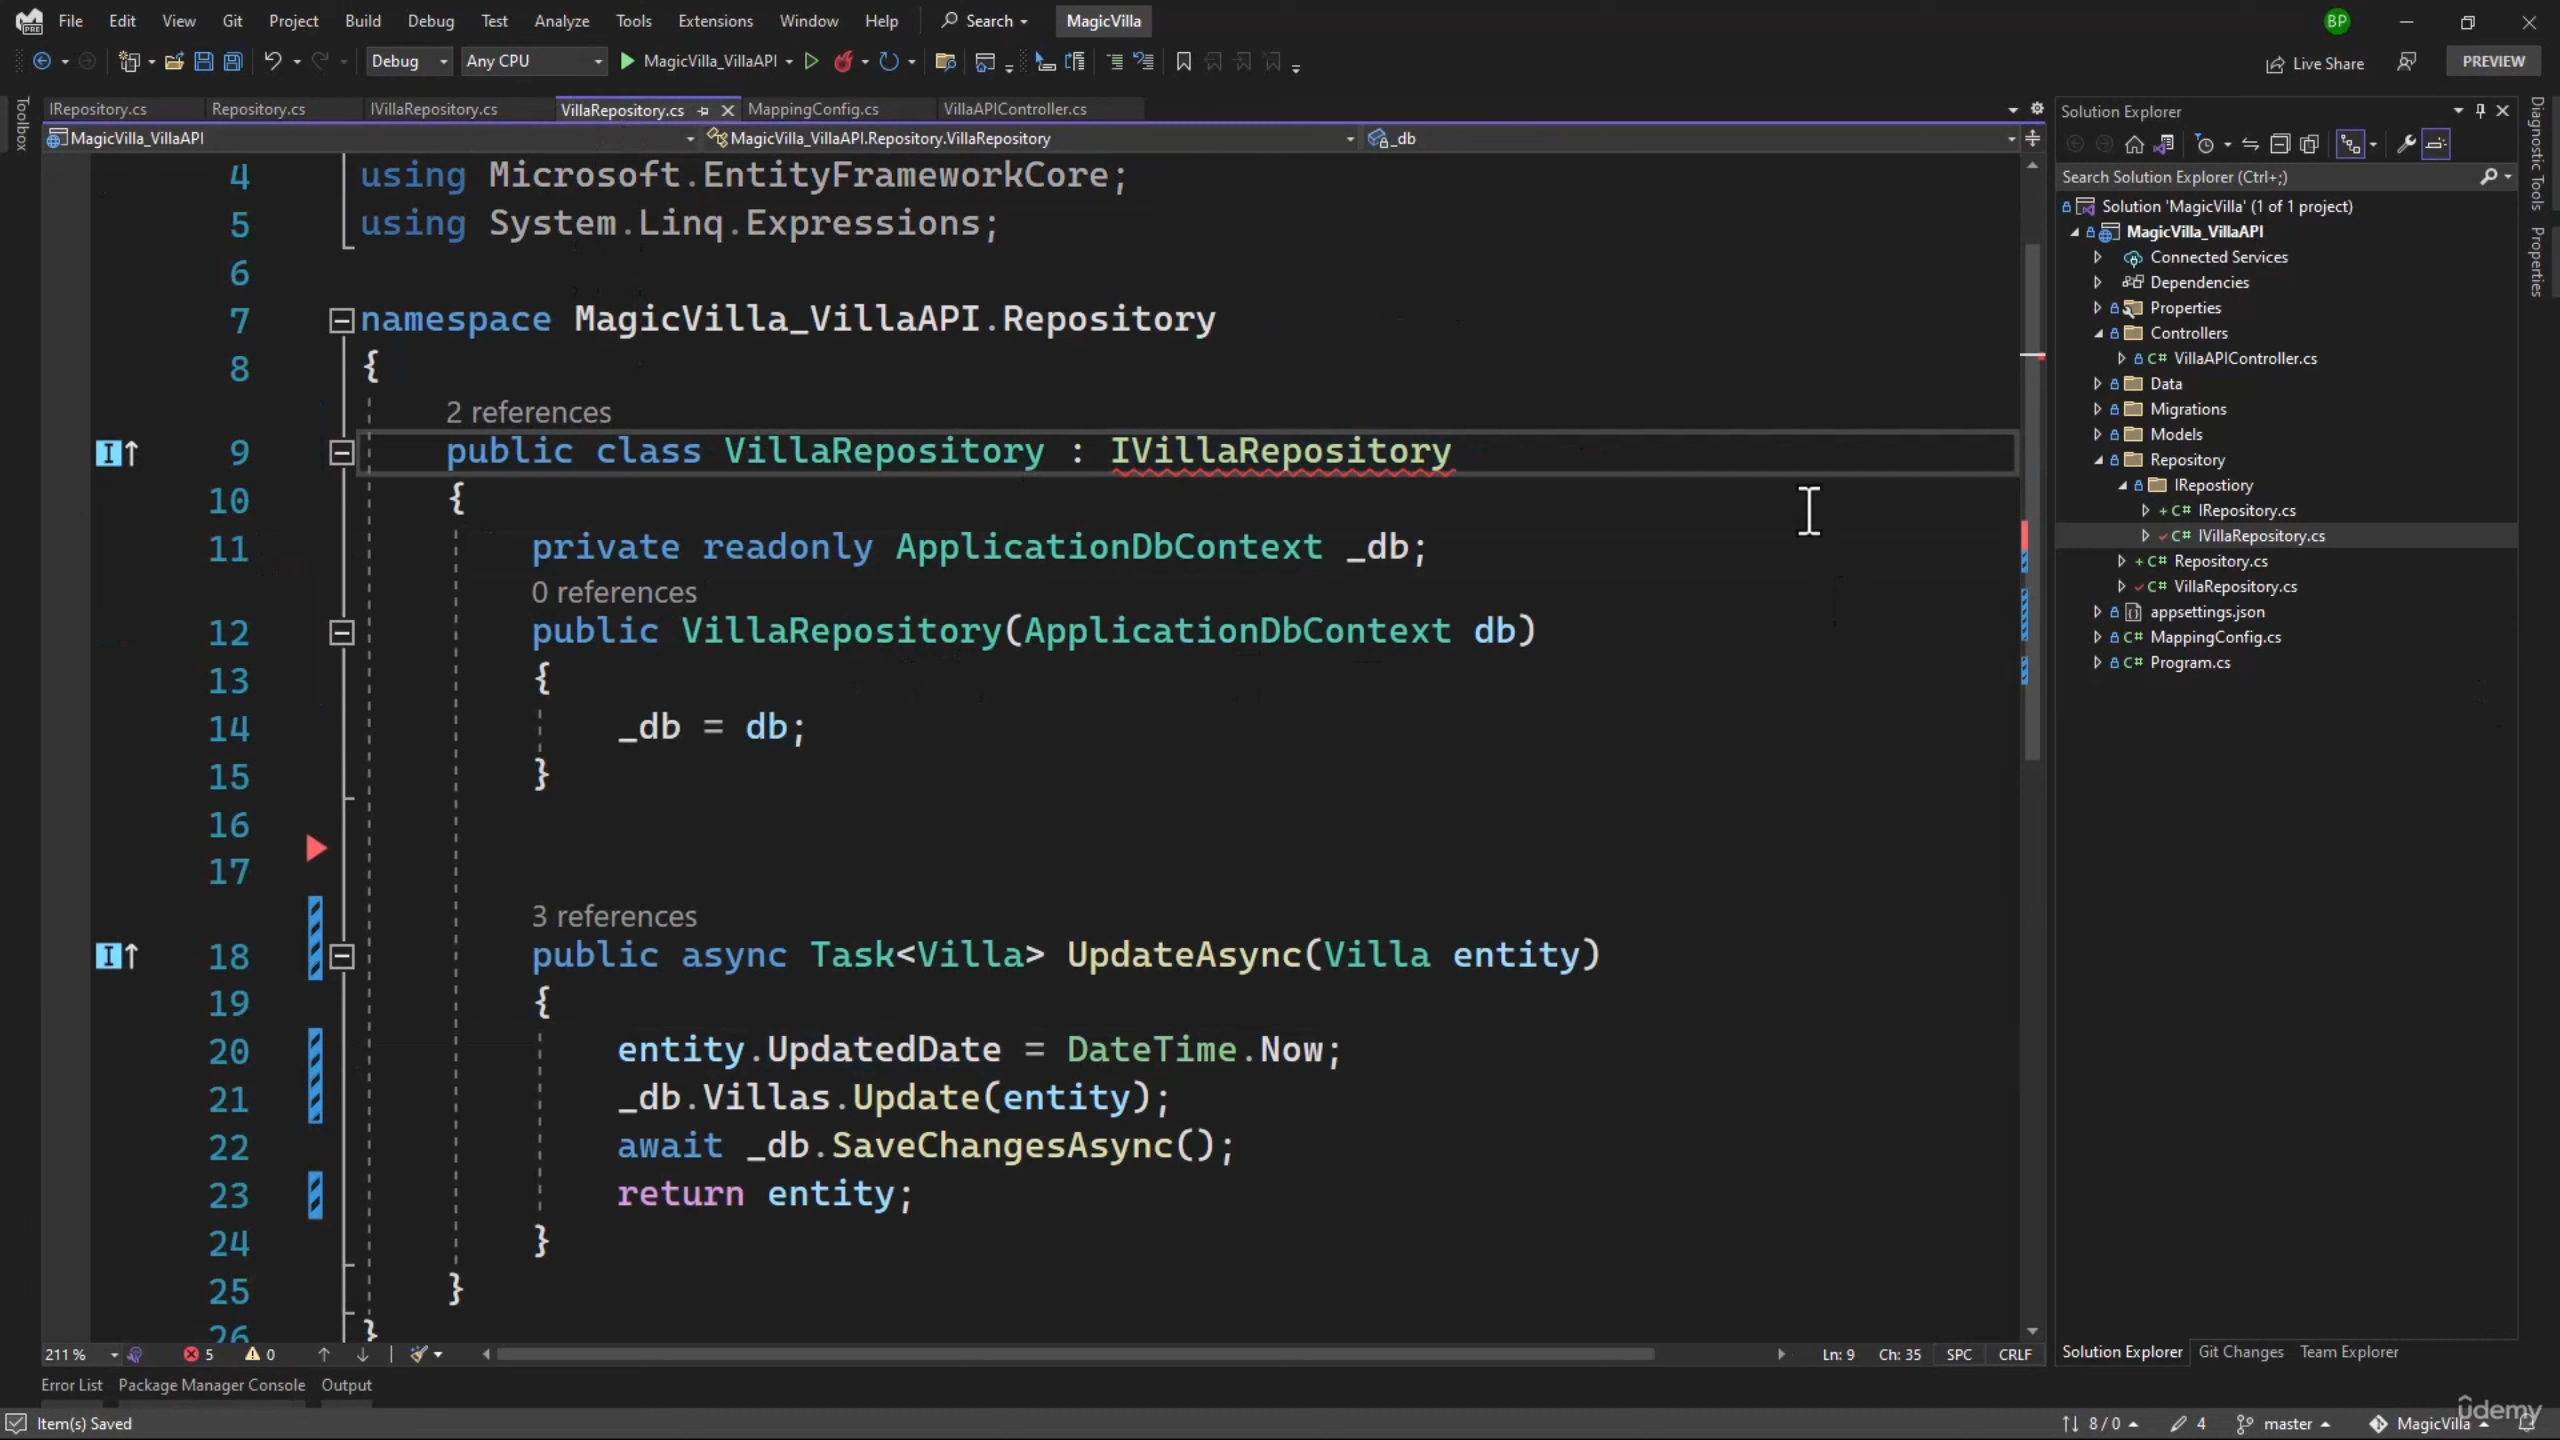 File Edit View Git Project Build Debug Test Analyze Tools Extensions Window Help Search MagicVilla BP
Debug Any CPU MagicVilla_VillaAPI Live Share PREVIEW
Toolbox
IRepository.cs Repository.cs IVillaRepository.cs VillaRepository.cs MappingConfig.cs VillaAPIController.cs
MagicVilla_VillaAPI MagicVilla_VillaAPI.Repository.VillaRepository _db
4 using Microsoft.EntityFrameworkCore;
5 using System.Linq.Expressions;
6
7 namespace MagicVilla_VillaAPI.Repository
8 {
2 references
9 public class VillaRepository : IVillaRepository
10 {
11 private readonly ApplicationDbContext _db;
0 references
12 public VillaRepository(ApplicationDbContext db)
13 {
14 _db = db;
15 }
16
17
3 references
18 public async Task<Villa> UpdateAsync(Villa entity)
19 {
20 entity.UpdatedDate = DateTime.Now;
21 _db.Villas.Update(entity);
22 await _db.SaveChangesAsync();
23 return entity;
24 }
25 }
26 }
211 % 5 0 Ln: 9 Ch: 35 SPC CRLF
Error List Package Manager Console Output
Solution Explorer
Search Solution Explorer (Ctrl+;)
Solution 'MagicVilla' (1 of 1 project)
MagicVilla_VillaAPI
Connected Services
Dependencies
Properties
Controllers
C# VillaAPIController.cs
Data
Migrations
Models
Repository
IRepostiory
+ C# IRepository.cs
C# IVillaRepository.cs
+ C# Repository.cs
C# VillaRepository.cs
appsettings.json
C# MappingConfig.cs
C# Program.cs
Solution Explorer Git Changes Team Explorer
Diagnostic Tools
Properties
Item(s) Saved 8 / 0 4 master MagicVilla
udemy